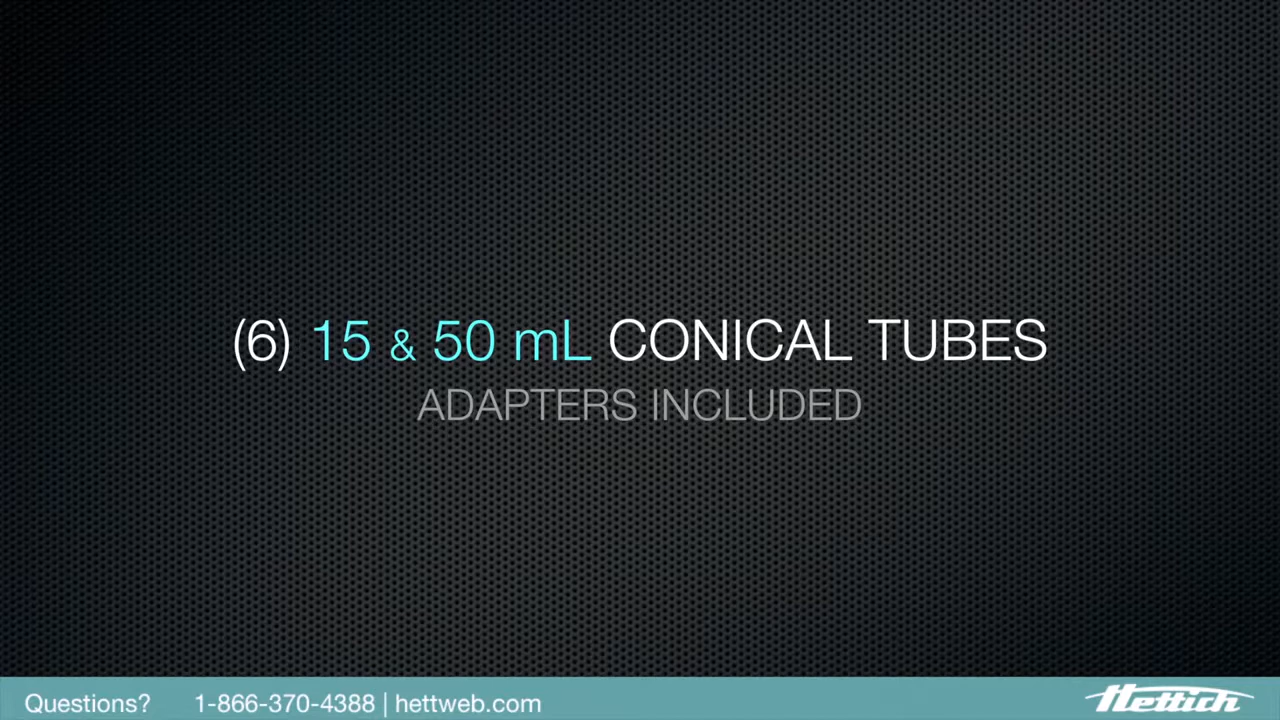 (6) 15 & 50 mL CONICAL TUBES
ADAPTERS INCLUDED
Questions? 1-866-370-4388 | hettweb.com
Hettich